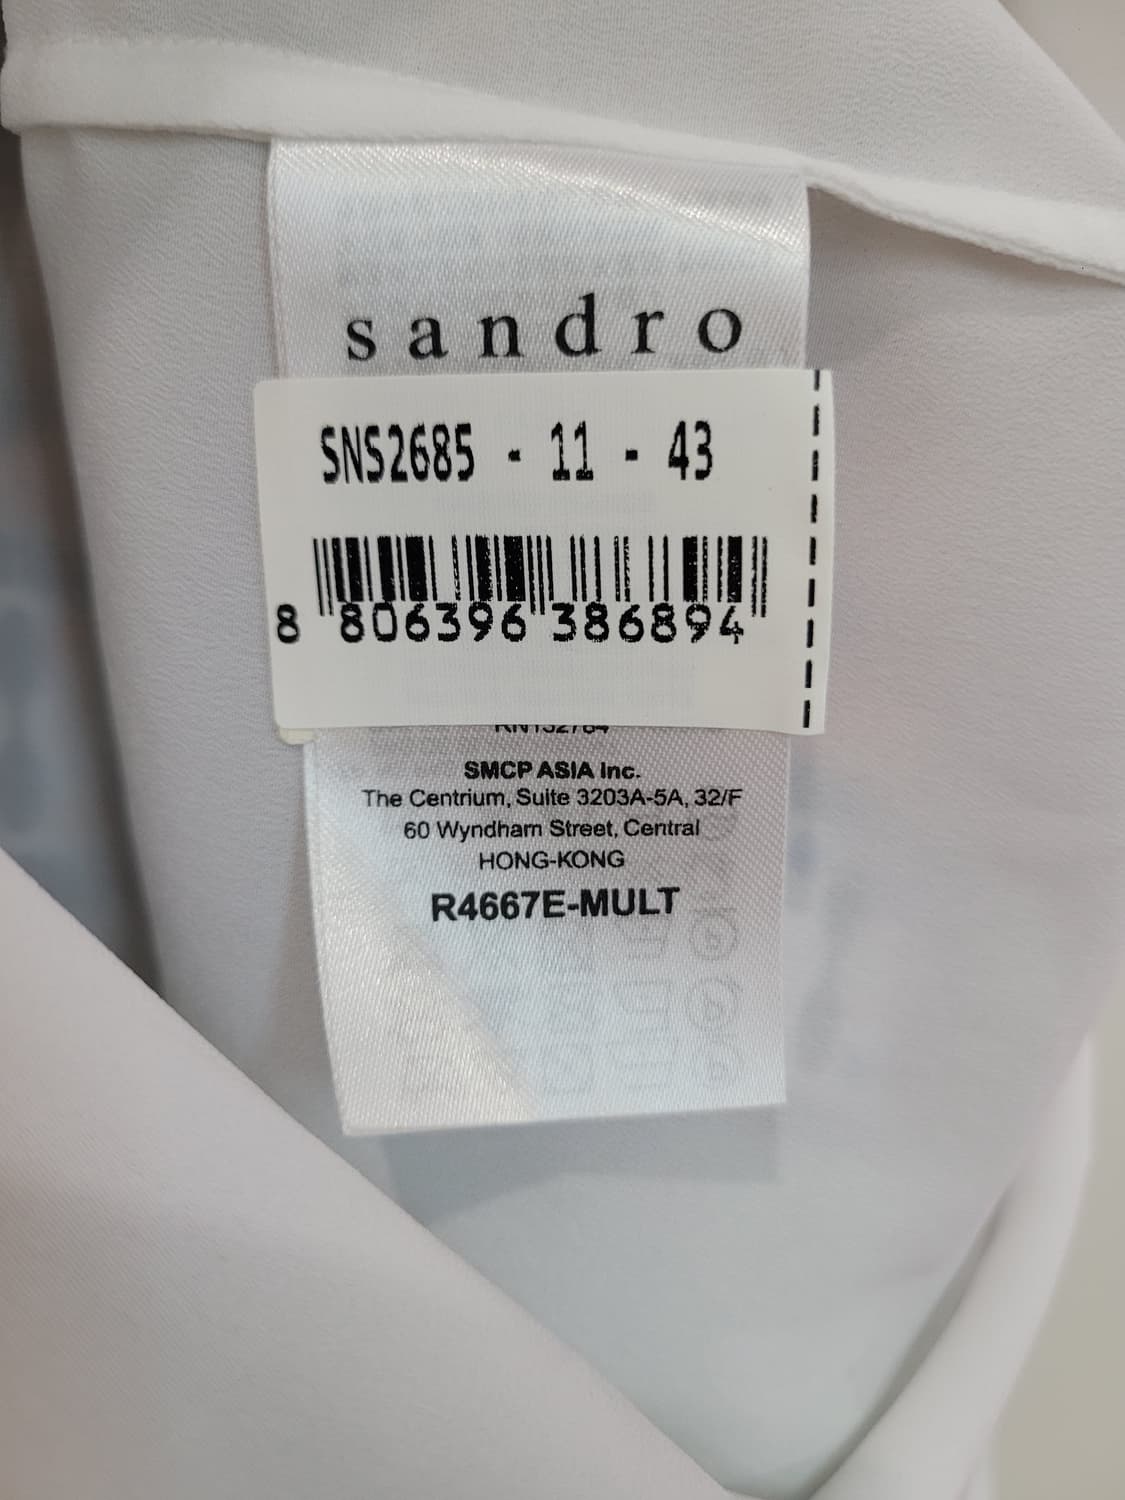 sandro
SNS2685 - 11 - 43
8 806396 386894
RN132784
SMCP ASIA Inc.
The Centrium, Suite 3203A-5A, 32/F
60 Wyndham Street, Central
HONG-KONG
R4667E-MULT